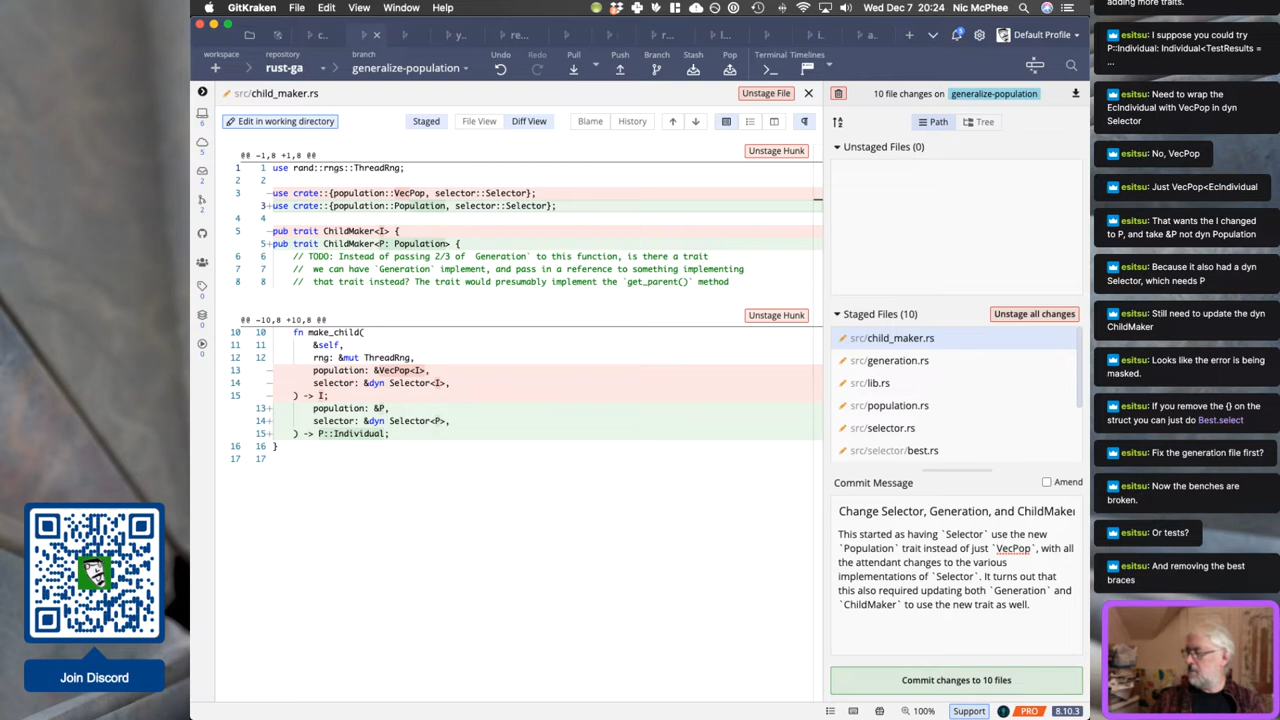 GitKraken File Edit View Window Help
Wed Dec 7 20:24 Nic McPhee
c...
y...
re...
r...
l...
i...
a...
Default Profile
workspace
repository
rust-ga
branch
generalize-population
Undo
Redo
Pull
Push
Branch
Stash
Pop
Terminal
Timelines
src/child_maker.rs
Unstage File
Edit in working directory
Staged
File View
Diff View
Blame
History
@@ -1,8 +1,8 @@
Unstage Hunk
1 1 use rand::rngs::ThreadRng;
2 2
3 −use crate::{population::VecPop, selector::Selector};
3+use crate::{population::Population, selector::Selector};
4 4
5 −pub trait ChildMaker<I> {
5+pub trait ChildMaker<P: Population> {
6 6 // TODO: Instead of passing 2/3 of `Generation` to this function, is there a trait
7 7 // we can have `Generation` implement, and pass in a reference to something implementing
8 8 // that trait instead? The trait would presumably implement the `get_parent()` method
@@ -10,8 +10,8 @@
Unstage Hunk
10 10 fn make_child(
11 11 &self,
12 12 rng: &mut ThreadRng,
13 − population: &VecPop<I>,
14 − selector: &dyn Selector<I>,
15 − ) -> I;
13+ population: &P,
14+ selector: &dyn Selector<P>,
15+ ) -> P::Individual;
16 16 }
17 17
10 file changes on generalize-population
Path
Tree
Unstaged Files (0)
Staged Files (10)
Unstage all changes
src/child_maker.rs
src/generation.rs
src/lib.rs
src/population.rs
src/selector.rs
src/selector/best.rs
Commit Message
Amend
Change Selector, Generation, and ChildMaker
This started as having `Selector` use the new
`Population` trait instead of just `VecPop`, with all
the attendant changes to the various
implementations of `Selector`. It turns out that
this also required updating both `Generation` and
`ChildMaker` to use the new trait as well.
Commit changes to 10 files
100%
Support
PRO
8.10.3
6
5
2
2
0
0
0
Join Discord
adding more traits.
esitsu: I suppose you could try
P::Individual: Individual<TestResults =
...
esitsu: Need to wrap the
EcIndividual with VecPop in dyn
Selector
esitsu: No, VecPop
esitsu: Just VecPop<EcIndividual
esitsu: That wants the I changed
to P, and take &P not dyn Population
esitsu: Because it also had a dyn
Selector, which needs P
esitsu: Still need to update the dyn
ChildMaker
esitsu: Looks like the error is being
masked.
esitsu: If you remove the {} on the
struct you can just do Best.select
esitsu: Fix the generation file first?
esitsu: Now the benches are
broken.
esitsu: Or tests?
esitsu: And removing the best
braces